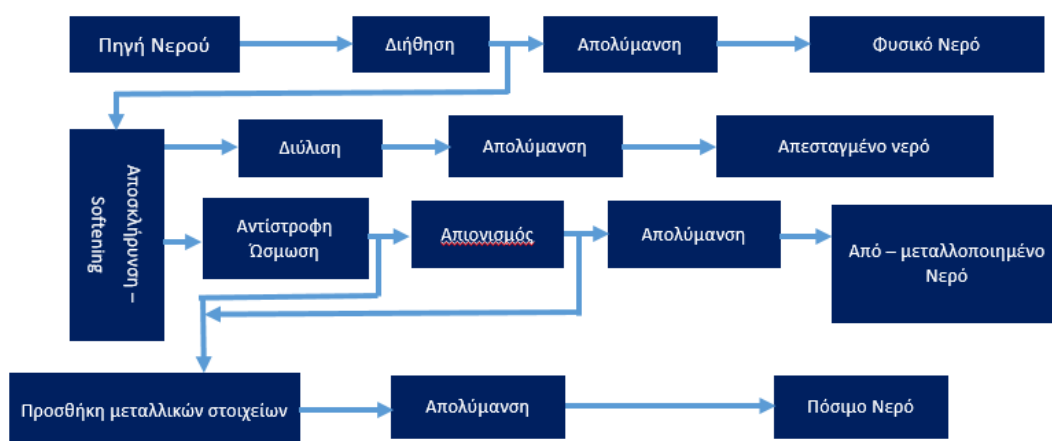 Πηγή Νερού
Διήθηση
Απολύμανση
Φυσικό Νερό
Αποσκλήρυνση –
Softening
Διύλιση
Απολύμανση
Απεσταγμένο νερό
Αντίστροφη
Ώσμωση
Απιονισμός
Απολύμανση
Από – μεταλλοποιημένο
Νερό
Προσθήκη μεταλλικών στοιχείων
Απολύμανση
Πόσιμο Νερό